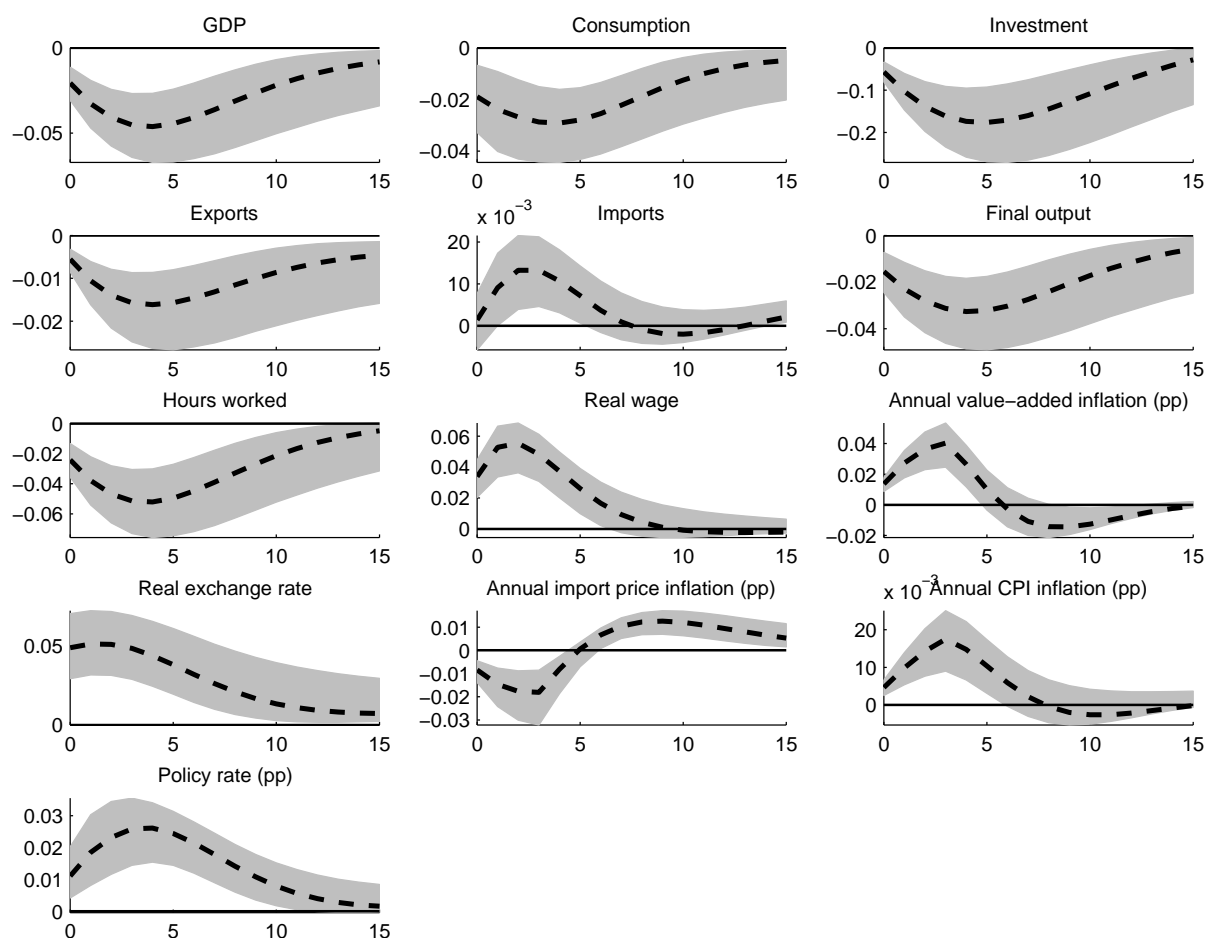 GDP
Consumption
Investment
0
−0.05
0 5 10 15
0
−0.02
−0.04
0 5 10 15
0
−0.1
−0.2
0 5 10 15
Exports
x 10−3
Imports
Final output
0
−0.01
−0.02
0 5 10 15
20
10
0
0 5 10 15
0
−0.02
−0.04
0 5 10 15
Hours worked
Real wage
Annual value−added inflation (pp)
0
−0.02
−0.04
−0.06
0 5 10 15
0.06
0.04
0.02
0
0 5 10 15
0.04
0.02
0
−0.02
0 5 10 15
Real exchange rate
Annual import price inflation (pp)
x 10−3
Annual CPI inflation (pp)
0.05
0
0 5 10 15
0.01
0
−0.01
−0.02
−0.03
0 5 10 15
20
10
0
0 5 10 15
Policy rate (pp)
0.03
0.02
0.01
0
0 5 10 15